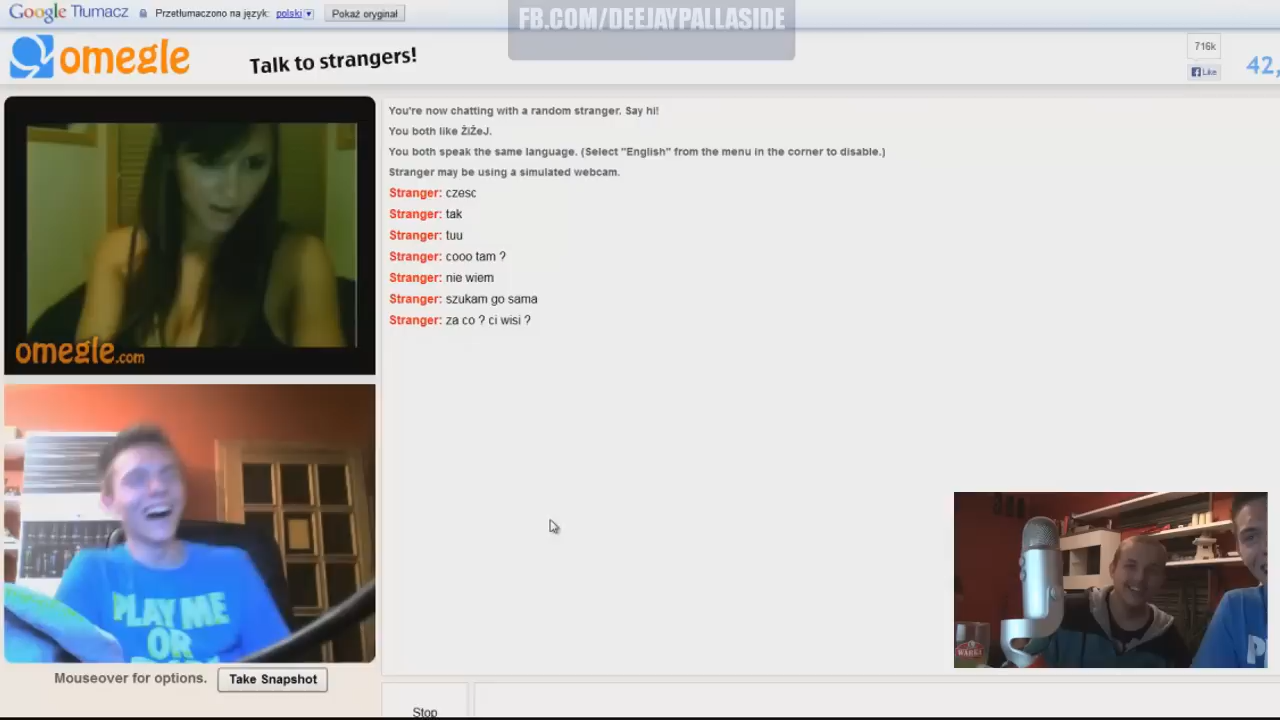 Google Tłumacz Przetłumaczono na język: polski Pokaż oryginał
FB.COM/DEEJAYPALLASIDE
omegle
Talk to strangers!
716k
Like
42,
You're now chatting with a random stranger. Say hi!
You both like ŻiŻeJ.
You both speak the same language. (Select "English" from the menu in the corner to disable.)
Stranger may be using a simulated webcam.
Stranger: czesc
Stranger: tak
Stranger: tuu
Stranger: cooo tam ?
Stranger: nie wiem
Stranger: szukam go sama
Stranger: za co ? ci wisi ?
omegle.com
PLAY ME
OR
Mouseover for options. Take Snapshot
Stop